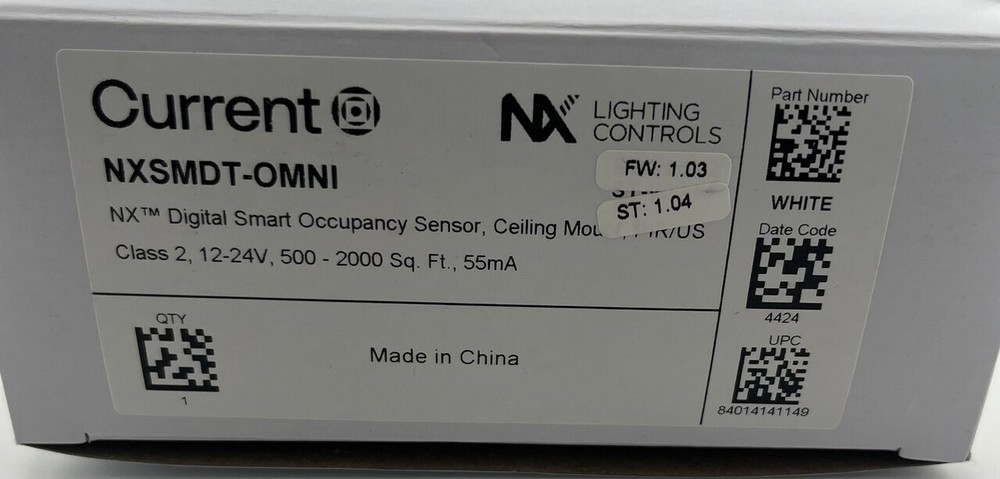 Current
NX LIGHTING CONTROLS
NXSMDT-OMNI
FW: 1.03
ST: 1.04
NX™ Digital Smart Occupancy Sensor, Ceiling /US
Class 2, 12-24V, 500 - 2000 Sq. Ft., 55mA
QTY
1
Made in China
Part Number
WHITE
Date Code
4424
UPC
84014141149